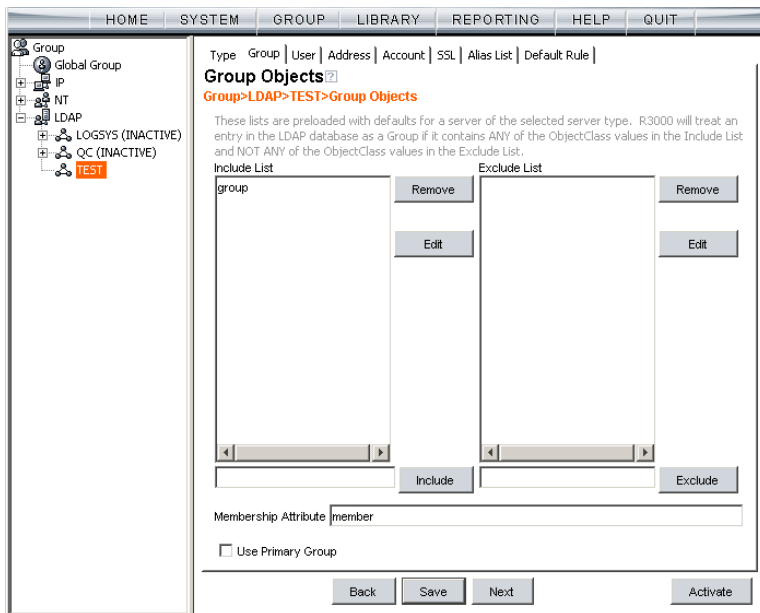 HOME SYSTEM GROUP LIBRARY REPORTING HELP QUIT
Group
Global Group
IP
NT
LDAP
LOGSYS (INACTIVE)
QC (INACTIVE)
TEST
Type Group User Address Account SSL Alias List Default Rule
Group Objects ?
Group>LDAP>TEST>Group Objects
These lists are preloaded with defaults for a server of the selected server type. R3000 will treat an
entry in the LDAP database as a Group if it contains ANY of the ObjectClass values in the Include List
and NOT ANY of the ObjectClass values in the Exclude List.
Include List Exclude List
group
Remove Remove
Edit Edit
Include Exclude
Membership Attribute member
Use Primary Group
Back Save Next Activate